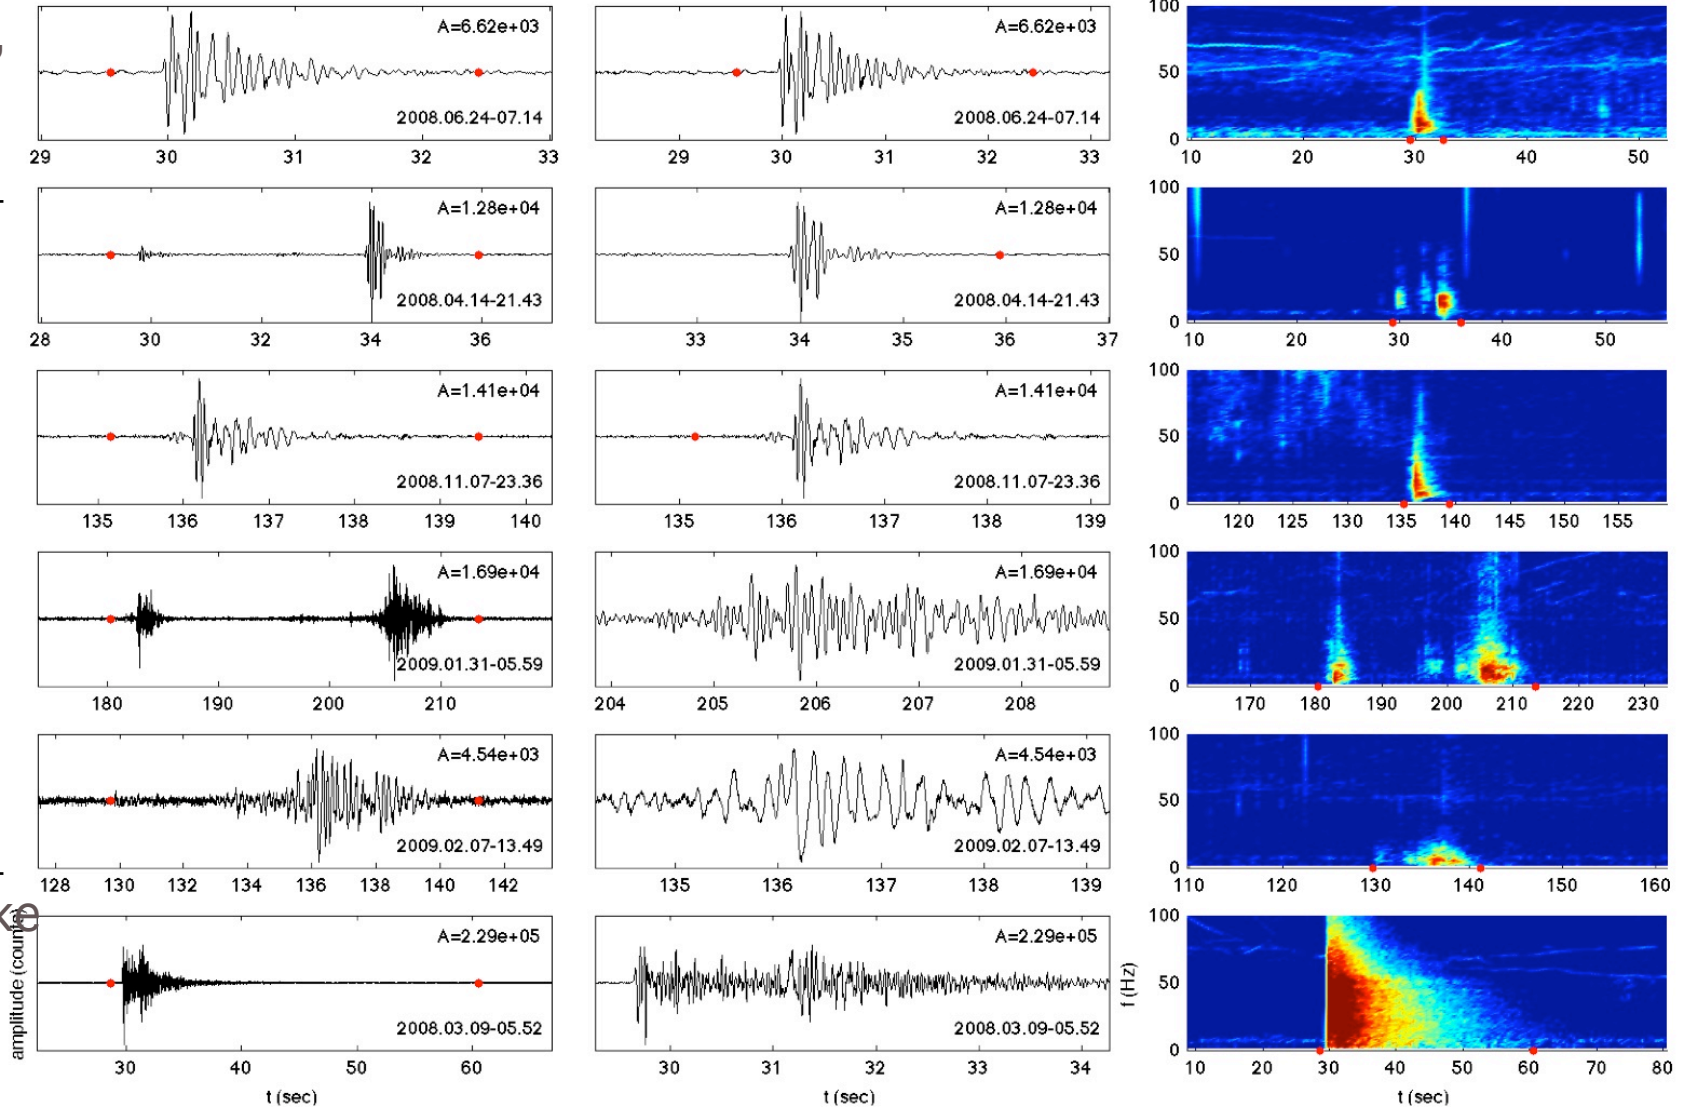 A=6.62e+03 A=6.62e+03 100
50
2008.06.24-07.14 2008.06.24-07.14 0
29 30 31 32 33 29 30 31 32 33 10 20 30 40 50
A=1.28e+04 A=1.28e+04 100
50
2008.04.14-21.43 2008.04.14-21.43 0
28 30 32 34 36 33 34 35 36 37 10 20 30 40 50
A=1.41e+04 A=1.41e+04 100
50
2008.11.07-23.36 2008.11.07-23.36 0
135 136 137 138 139 140 135 136 137 138 139 120 125 130 135 140 145 150 155
A=1.69e+04 A=1.69e+04 100
50
2009.01.31-05.59 2009.01.31-05.59 0
180 190 200 210 204 205 206 207 208 170 180 190 200 210 220 230
A=4.54e+03 A=4.54e+03 100
50
2009.02.07-13.49 2009.02.07-13.49 0
128 130 132 134 136 138 140 142 135 136 137 138 139 110 120 130 140 150 160
ke
amplitude (counts)
A=2.29e+05 A=2.29e+05 100
f (Hz)
50
2008.03.09-05.52 2008.03.09-05.52 0
30 40 50 60 30 31 32 33 34 10 20 30 40 50 60 70 80
t (sec) t (sec) t (sec)